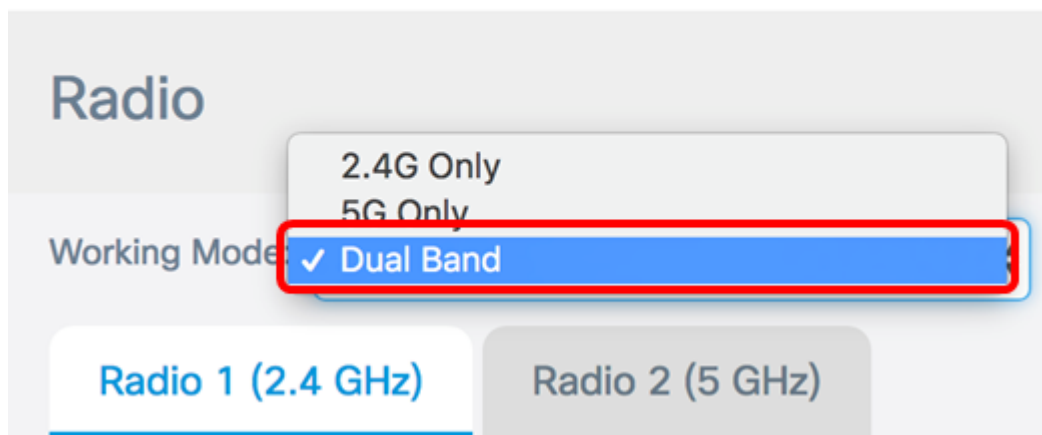 Radio
2.4G Only
5G Only
Working Mode:
✓ Dual Band
Radio 1 (2.4 GHz)
Radio 2 (5 GHz)